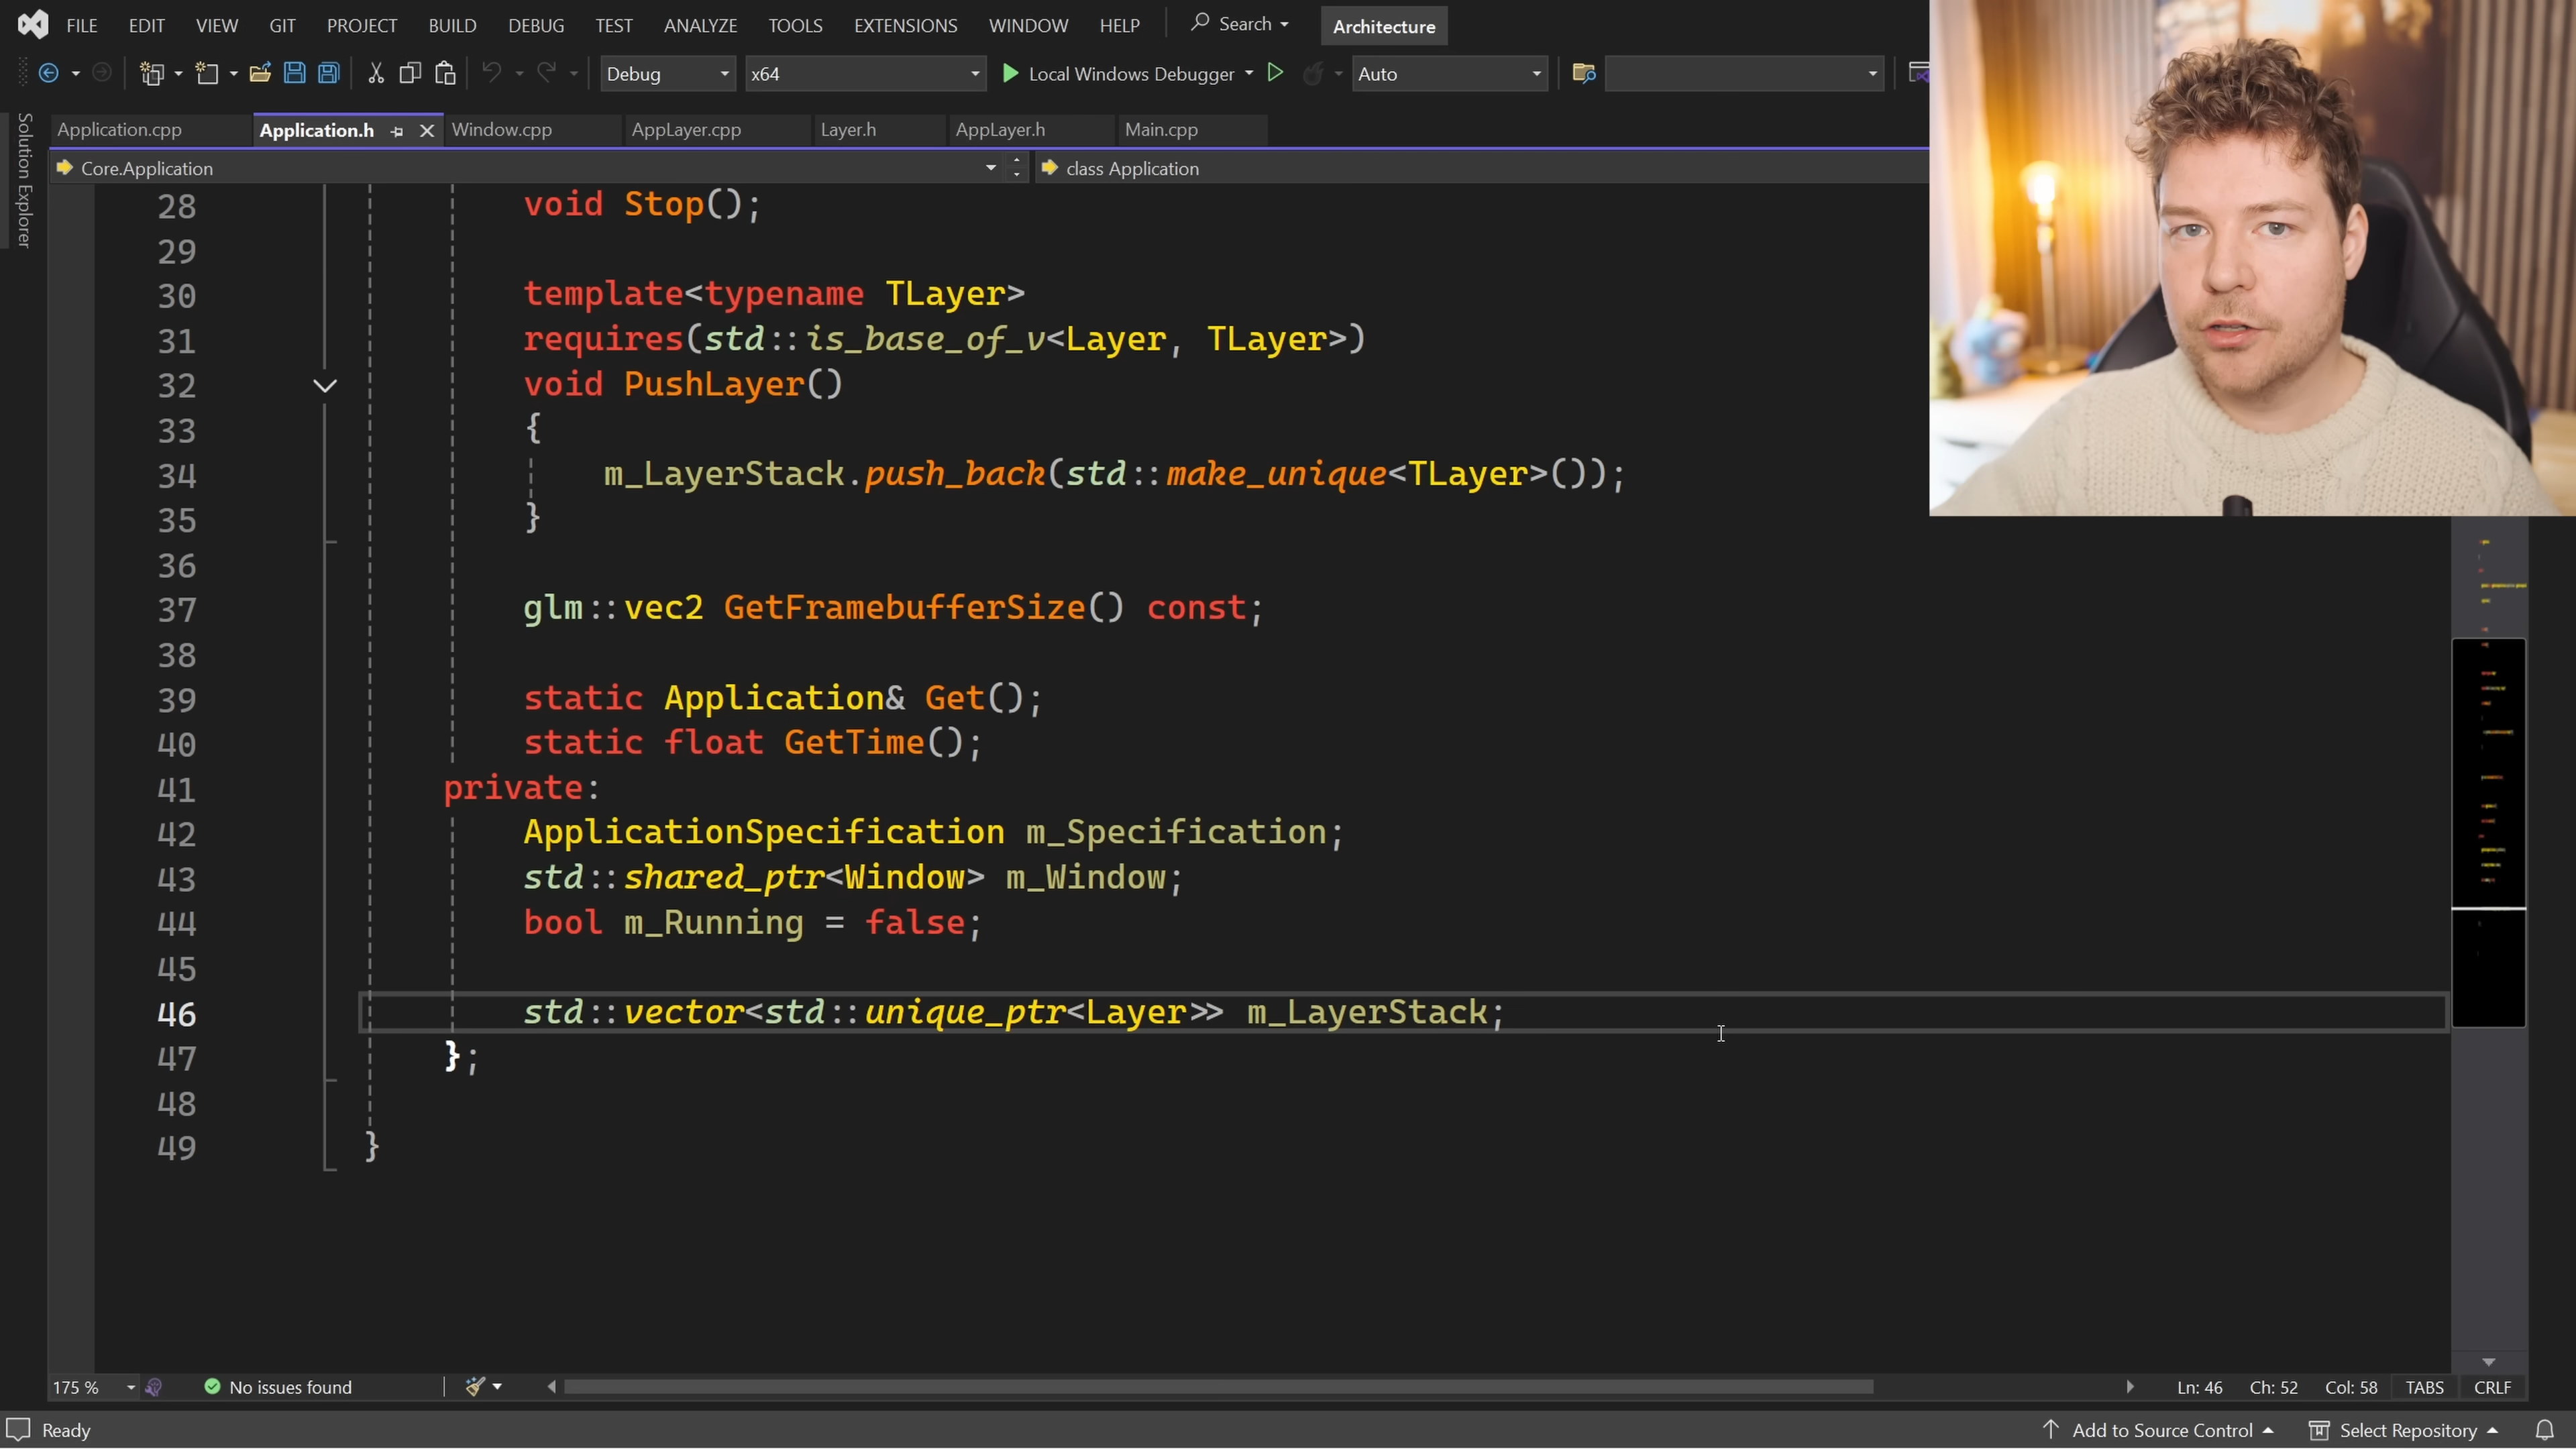 FILE EDIT VIEW GIT PROJECT BUILD DEBUG TEST ANALYZE TOOLS EXTENSIONS WINDOW HELP Search Architecture
Debug x64 Local Windows Debugger Auto
Solution Explorer
Application.cpp Application.h Window.cpp AppLayer.cpp Layer.h AppLayer.h Main.cpp
Core.Application class Application
28 void Stop();
29
30 template<typename TLayer>
31 requires(std::is_base_of_v<Layer, TLayer>)
32 void PushLayer()
33 {
34 m_LayerStack.push_back(std::make_unique<TLayer>());
35 }
36
37 glm::vec2 GetFramebufferSize() const;
38
39 static Application& Get();
40 static float GetTime();
41 private:
42 ApplicationSpecification m_Specification;
43 std::shared_ptr<Window> m_Window;
44 bool m_Running = false;
45
46 std::vector<std::unique_ptr<Layer>> m_LayerStack;
47 };
48
49 }
175 % No issues found Ln: 46 Ch: 52 Col: 58 TABS CRLF
Ready Add to Source Control Select Repository